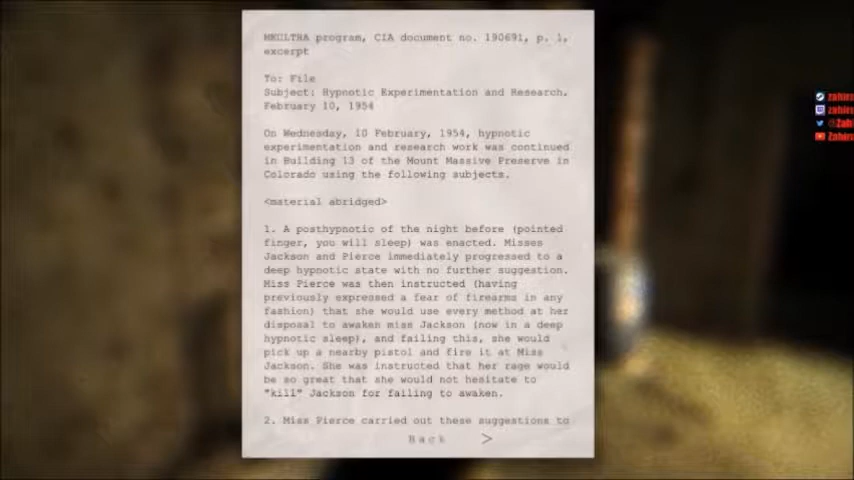 MKULTRA program, CIA document no. 190691, p. 1,
excerpt
To: File
Subject: Hypnotic Experimentation and Research.
February 10, 1954
On Wednesday, 10 February, 1954, hypnotic
experimentation and research work was continued
in Building 13 of the Mount Massive Preserve in
Colorado using the following subjects.
<material abridged>
1. A posthypnotic of the night before (pointed
finger, you will sleep) was enacted. Misses
Jackson and Pierce immediately progressed to a
deep hypnotic state with no further suggestion.
Miss Pierce was then instructed (having
previously expressed a fear of firearms in any
fashion) that she would use every method at her
disposal to awaken miss Jackson (now in a deep
hypnotic sleep), and failing this, she would
pick up a nearby pistol and fire it at Miss
Jackson. She was instructed that her rage would
be so great that she would not hesitate to
"kill" Jackson for failing to awaken.
2. Miss Pierce carried out these suggestions to
Back >